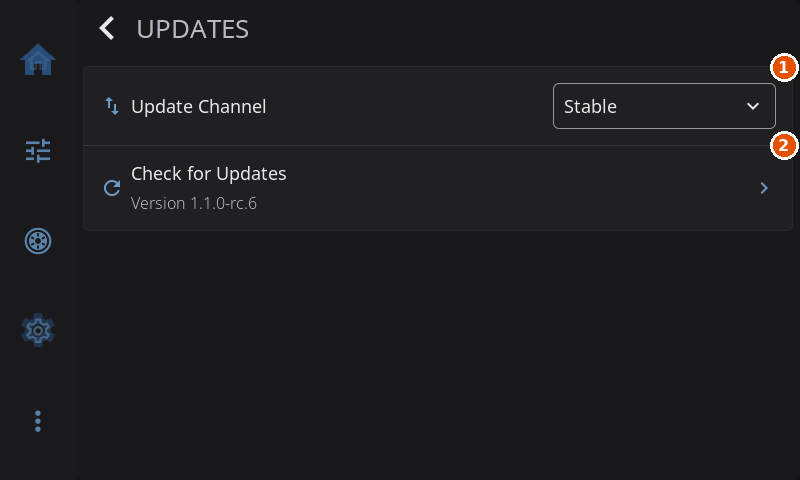 UPDATES
1
Update Channel
Stable
2
Check for Updates
Version 1.1.0-rc.6